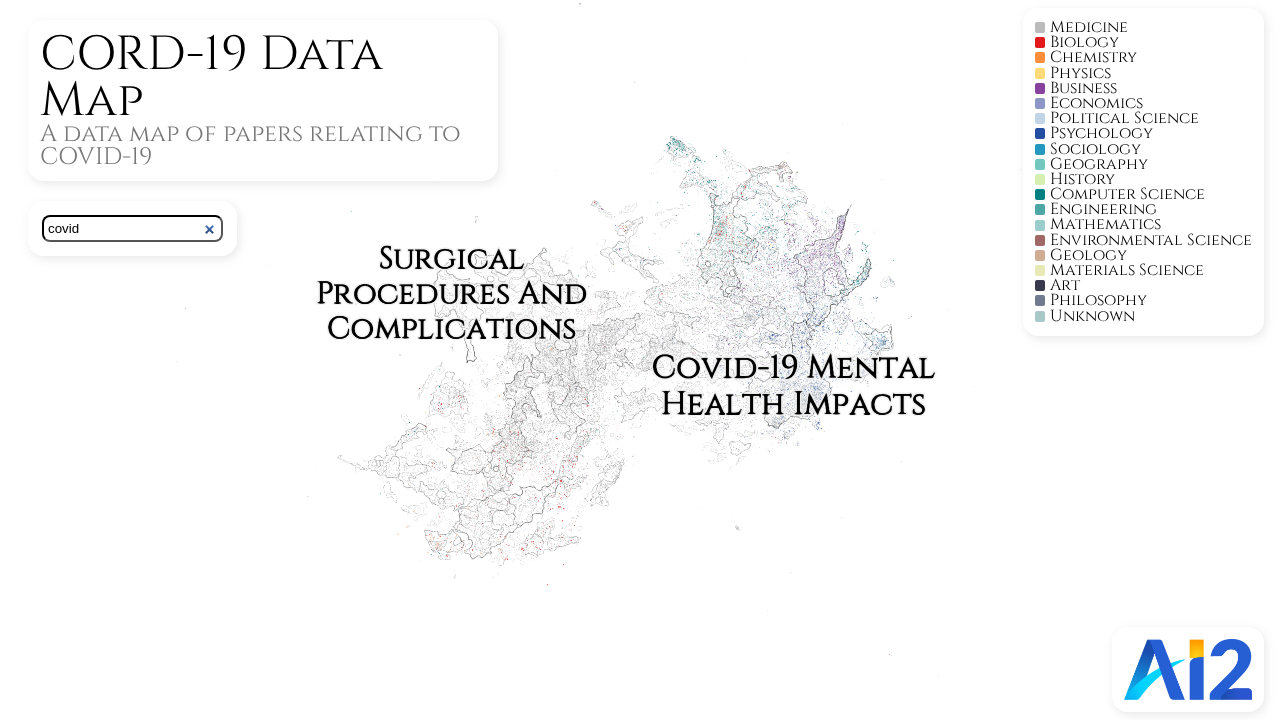 CORD-19 Data
Map
A data map of papers relating to
COVID-19
covid
Surgical
Procedures And
Complications
Covid-19 Mental
Health Impacts
Medicine
Biology
Chemistry
Physics
Business
Economics
Political Science
Psychology
Sociology
Geography
History
Computer Science
Engineering
Mathematics
Environmental Science
Geology
Materials Science
Art
Philosophy
Unknown
Ai2